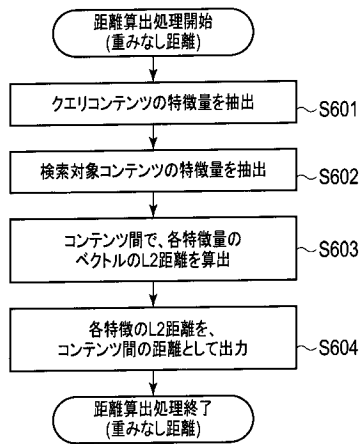 距離算出処理開始
(重みなし距離)
クエリコンテンツの特徴量を抽出
S601
検索対象コンテンツの特徴量を抽出
S602
コンテンツ間で、各特徴量の
ベクトルのL2距離を算出
S603
各特徴のL2距離を、
コンテンツ間の距離として出力
S604
距離算出処理終了
(重みなし距離)